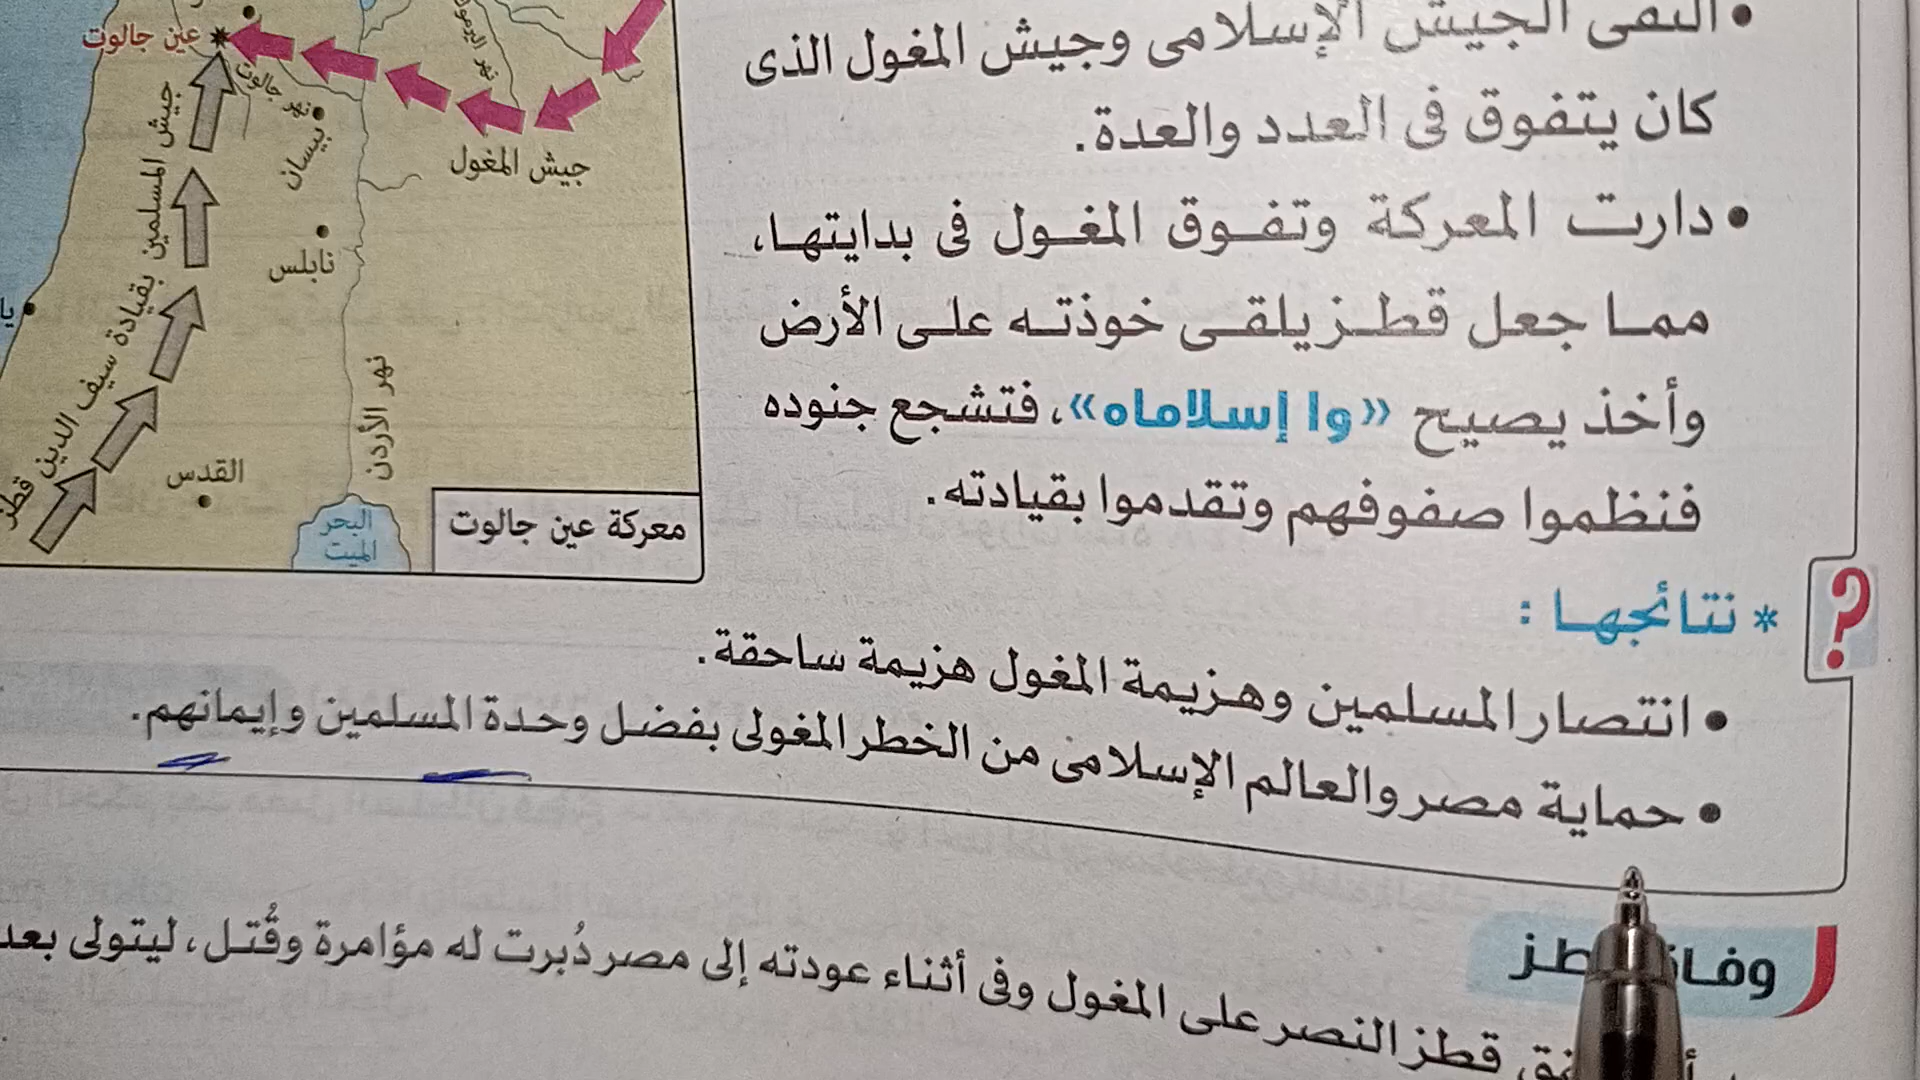 • التقى الجيش الإسلامى وجيش المغول الذى
كان يتفوق فى العدد والعدة.
• دارت المعركة وتفوق المغول فى بدايتها،
مما جعل قطز يلقى خوذته على الأرض
وأخذ يصيح «وا إسلاماه»، فتشجع جنوده
فنظموا صفوفهم وتقدموا بقيادته.
عين جالوت
نهر جالوت
بيسان
جيش المغول
نابلس
جيش المسلمين بقيادة سيف الدين قطز
نهر الأردن
القدس
البحر
الميت
معركة عين جالوت
* نتائجها :
?
• انتصار المسلمين وهزيمة المغول هزيمة ساحقة.
• حماية مصر والعالم الإسلامى من الخطر المغولى بفضل وحدة المسلمين وإيمانهم.
قطز النصر على المغول وفى أثناء عودته إلى مصر دُبرت له مؤامرة وقُتل، ليتولى بعد